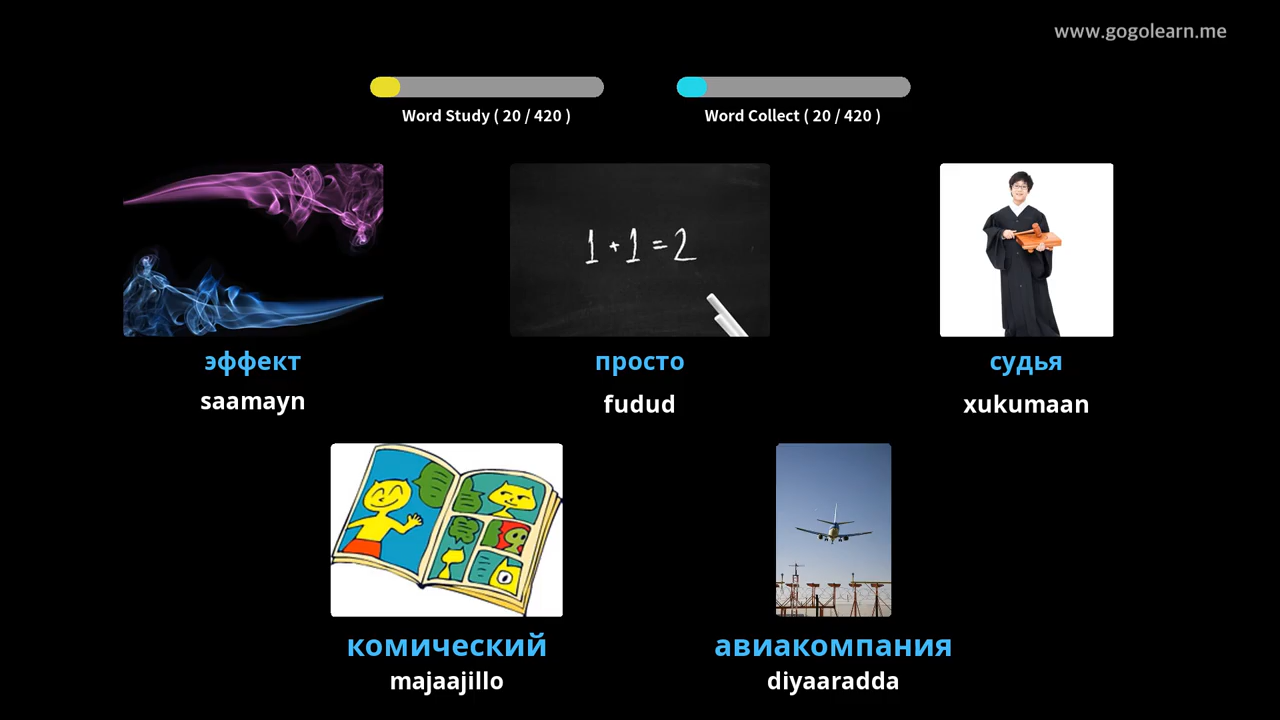 www.gogolearn.me
Word Study ( 20 / 420 )
Word Collect ( 20 / 420 )
1 + 1 = 2
эффект
просто
судья
saamayn
fudud
xukumaan
комический
авиакомпания
majaajillo
diyaaradda